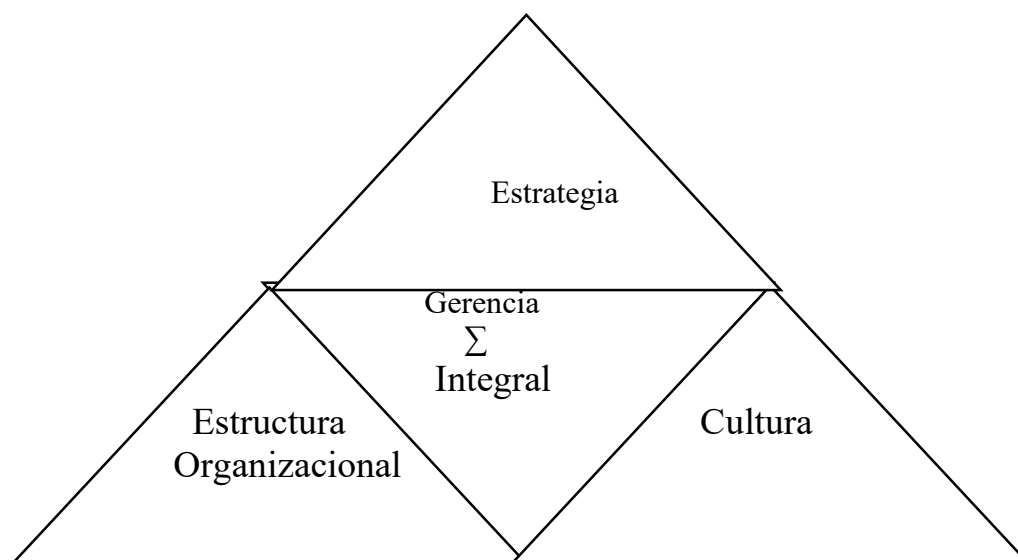 Estrategia
Gerencia
∑
Integral
Estructura
Organizacional
Cultura